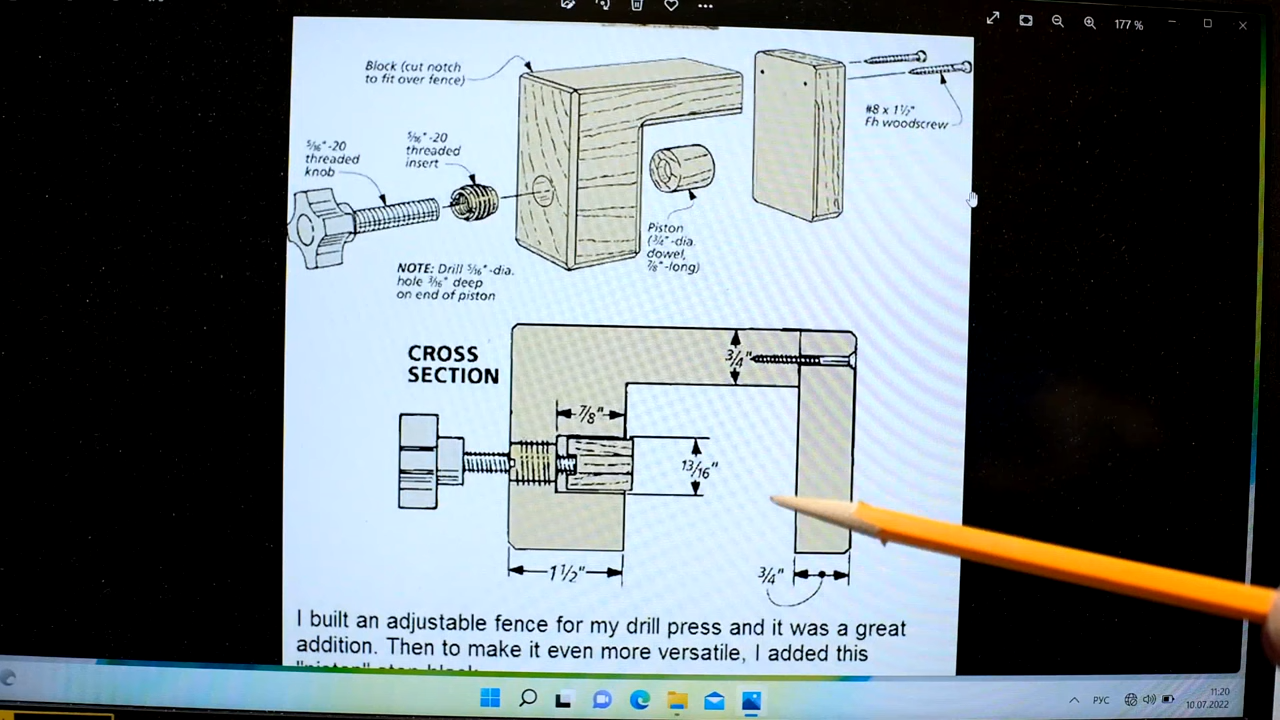 177 %
Block (cut notch
to fit over fence)
#8 x 1½"
Fh woodscrew
5/16"-20
threaded
knob
5/16"-20
threaded
insert
Piston
(3/4"-dia.
dowel,
7/8"-long)
NOTE: Drill 5/16"-dia.
hole 3/16" deep
on end of piston
CROSS
SECTION
3/4"
7/8"
13/16"
1½"
3/4"
I built an adjustable fence for my drill press and it was a great
addition. Then to make it even more versatile, I added this
"piston" stop block
РУС
11:20
10.07.2022